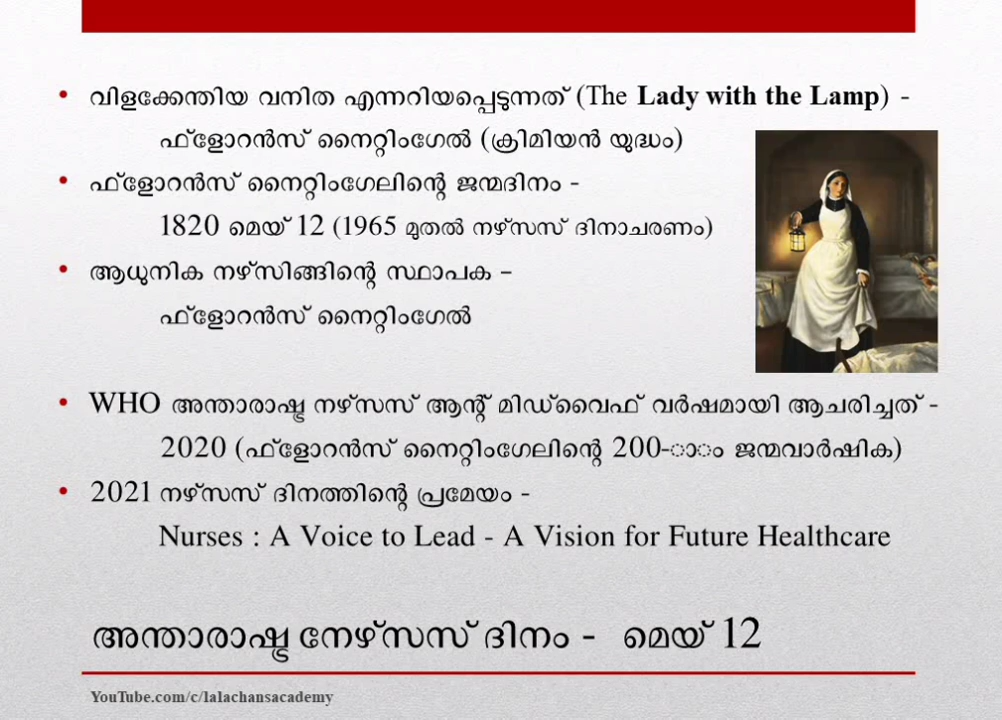 • വിളക്കേന്തിയ വനിത എന്നറിയപ്പെടുന്നത് (The Lady with the Lamp) -
ഫ്ളോറൻസ് നൈറ്റിംഗേൽ (ക്രിമിയൻ യുദ്ധം)
• ഫ്ളോറൻസ് നൈറ്റിംഗേലിന്റെ ജന്മദിനം -
1820 മെയ് 12 (1965 മുതൽ നഴ്സസ് ദിനാചരണം)
• ആധുനിക നഴ്സിങ്ങിന്റെ സ്ഥാപക -
ഫ്ളോറൻസ് നൈറ്റിംഗേൽ
• WHO അന്താരാഷ്ട്ര നഴ്സസ് ആന്റ് മിഡ്വൈഫ് വർഷമായി ആചരിച്ചത് -
2020 (ഫ്ളോറൻസ് നൈറ്റിംഗേലിന്റെ 200-ാാം ജന്മവാർഷിക)
• 2021 നഴ്സസ് ദിനത്തിന്റെ പ്രമേയം -
Nurses : A Voice to Lead - A Vision for Future Healthcare
അന്താരാഷ്ട്ര നേഴ്സസ് ദിനം - മെയ് 12
YouTube.com/c/lalachansacademy